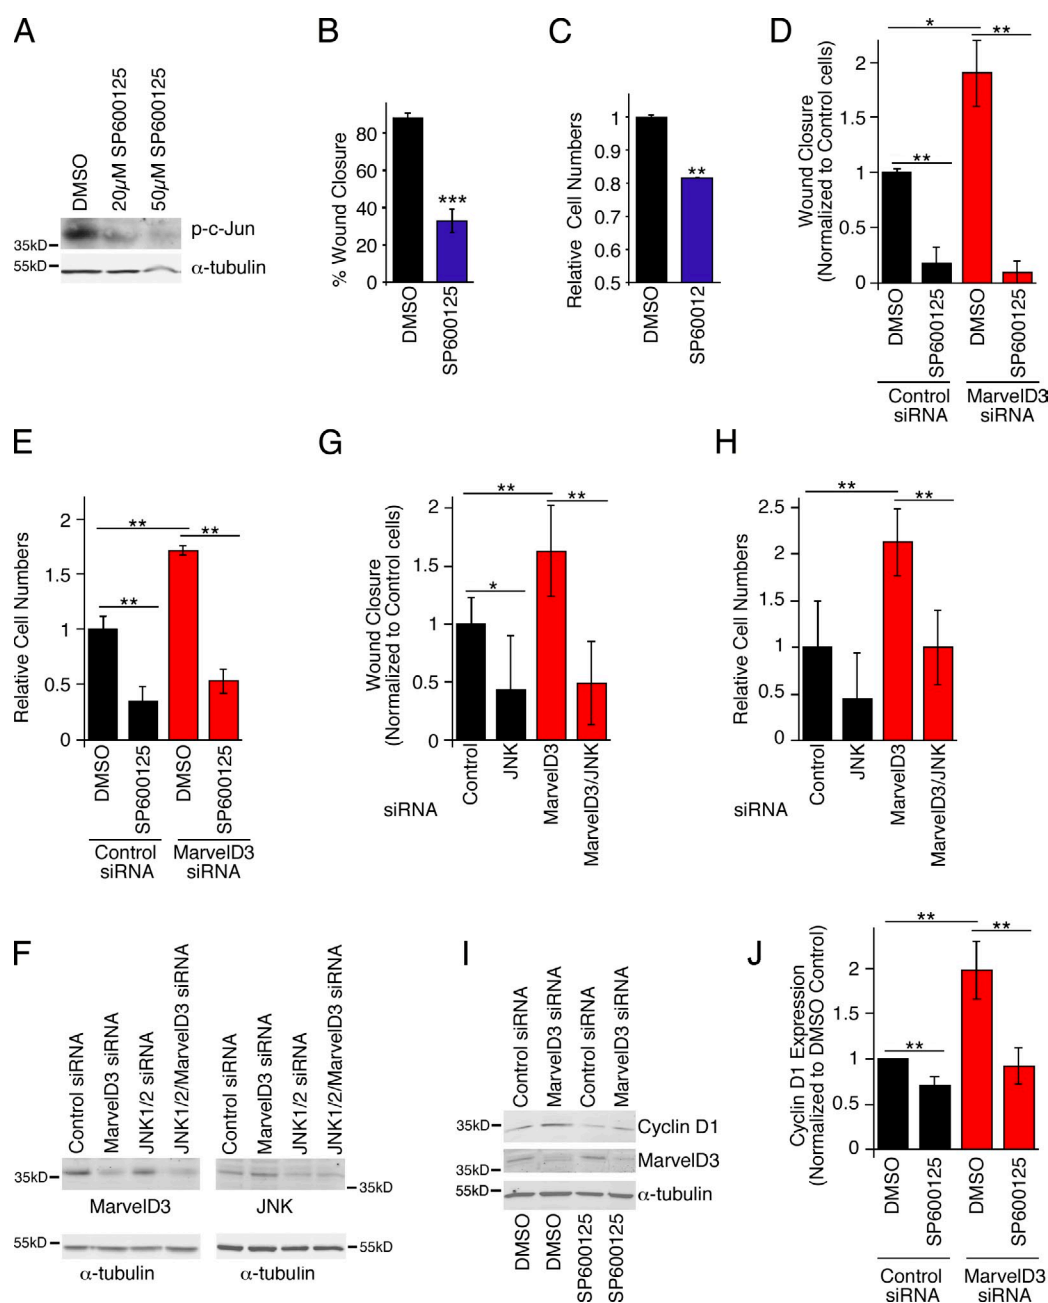 A
DMSO
20µM SP600125
50µM SP600125
35kD
p-c-Jun
55kD
α-tubulin
B
% Wound Closure
80
60
40
20
0
***
DMSO
SP600125
C
Relative Cell Numbers
1
0.9
0.8
0.7
0.6
0.5
**
DMSO
SP60012
D
Wound Closure
(Normalized to Control cells)
2
1.5
1
0.5
0
*
**
**
DMSO
SP600125
DMSO
SP600125
Control
siRNA
MarvelD3
siRNA
E
Relative Cell Numbers
2
1.5
1
0.5
0
**
**
**
DMSO
SP600125
DMSO
SP600125
Control
siRNA
MarvelD3
siRNA
G
Wound Closure
(Normalized to Control cells)
2
1.5
1
0.5
0
**
**
*
siRNA
Control
JNK
MarvelD3
MarvelD3/JNK
H
Relative Cell Numbers
2.5
2
1.5
1
0.5
0
**
**
siRNA
Control
JNK
MarvelD3
MarvelD3/JNK
F
Control siRNA
MarvelD3 siRNA
JNK1/2 siRNA
JNK1/2/MarvelD3 siRNA
Control siRNA
MarvelD3 siRNA
JNK1/2 siRNA
JNK1/2/MarvelD3 siRNA
35kD
35kD
MarvelD3
JNK
55kD
55kD
α-tubulin
α-tubulin
I
Control siRNA
MarvelD3 siRNA
Control siRNA
MarvelD3 siRNA
35kD
Cyclin D1
35kD
MarvelD3
55kD
α-tubulin
DMSO
DMSO
SP600125
SP600125
J
Cyclin D1 Expression
(Normalized to DMSO Control)
2
1.5
1
0.5
0
**
**
**
DMSO
SP600125
DMSO
SP600125
Control
siRNA
MarvelD3
siRNA